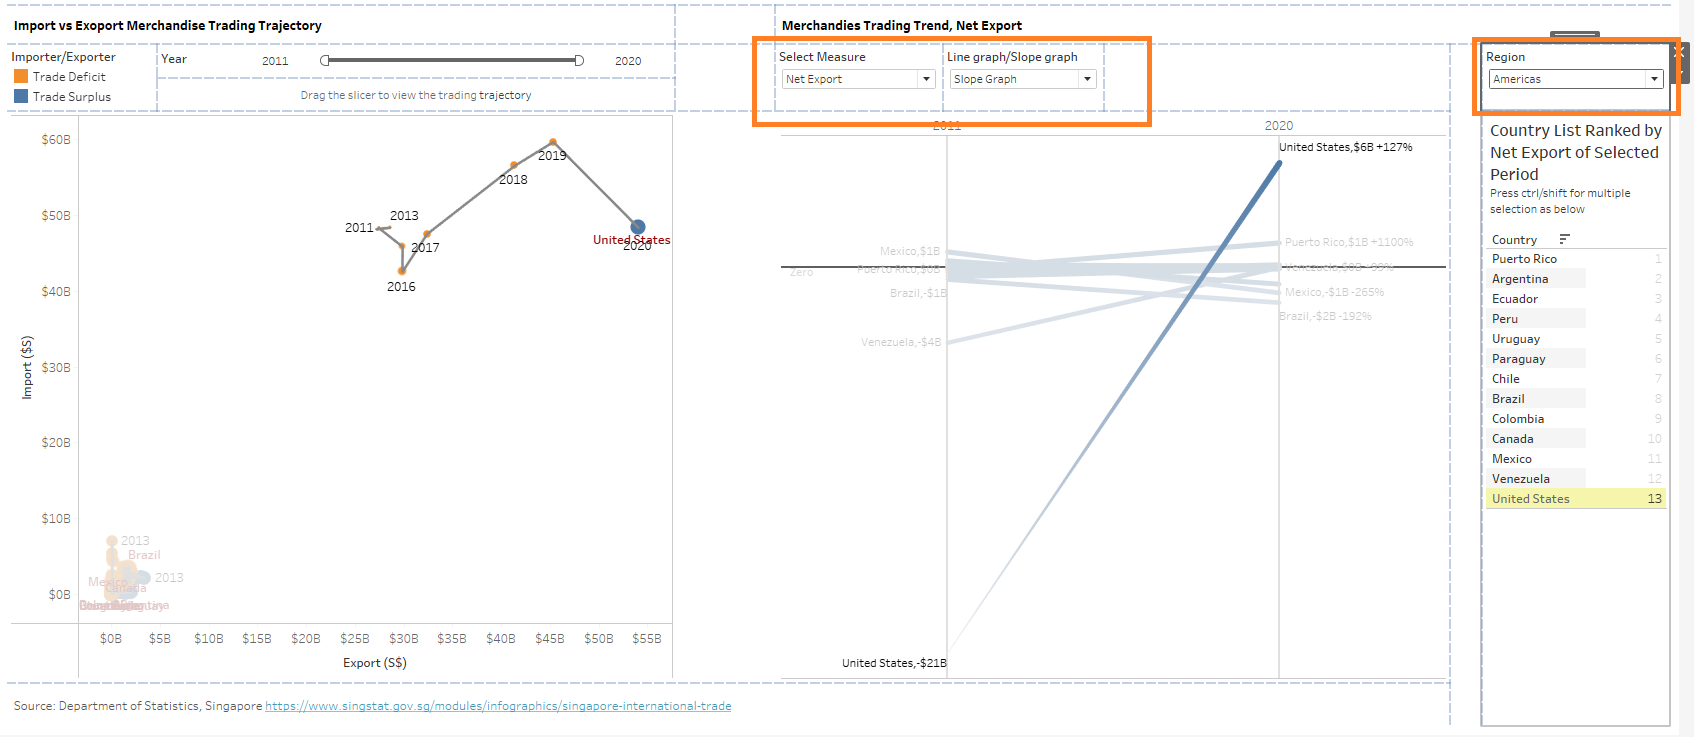 Import vs Exoport Merchandise Trading Trajectory
Merchandies Trading Trend, Net Export
Importer/Exporter
Trade Deficit
Trade Surplus
Year
2011
2020
Drag the slicer to view the trading trajectory
Select Measure
Net Export
Line graph/Slope graph
Slope Graph
Region
Americas
$60B
$50B
$40B
$30B
$20B
$10B
$0B
Import ($S)
2019
2018
2013
2011
2017
2016
United States
2020
2013
Brazil
2013
Mexico
Canada
$0B
$5B
$10B
$15B
$20B
$25B
$30B
$35B
$40B
$45B
$50B
$55B
Export (S$)
2011
2020
United States,$6B +127%
Mexico,$1B
Puerto Rico,$1B +1100%
Zero
Puerto Rico,$0B
Venezuela,$0B +99%
Brazil,-$1B
Mexico,-$1B -265%
Brazil,-$2B -192%
Venezuela,-$4B
United States,-$21B
Country List Ranked by
Net Export of Selected
Period
Press ctrl/shift for multiple
selection as below
Country
Puerto Rico 1
Argentina 2
Ecuador 3
Peru 4
Uruguay 5
Paraguay 6
Chile 7
Brazil 8
Colombia 9
Canada 10
Mexico 11
Venezuela 12
United States 13
Source: Department of Statistics, Singapore https://www.singstat.gov.sg/modules/infographics/singapore-international-trade